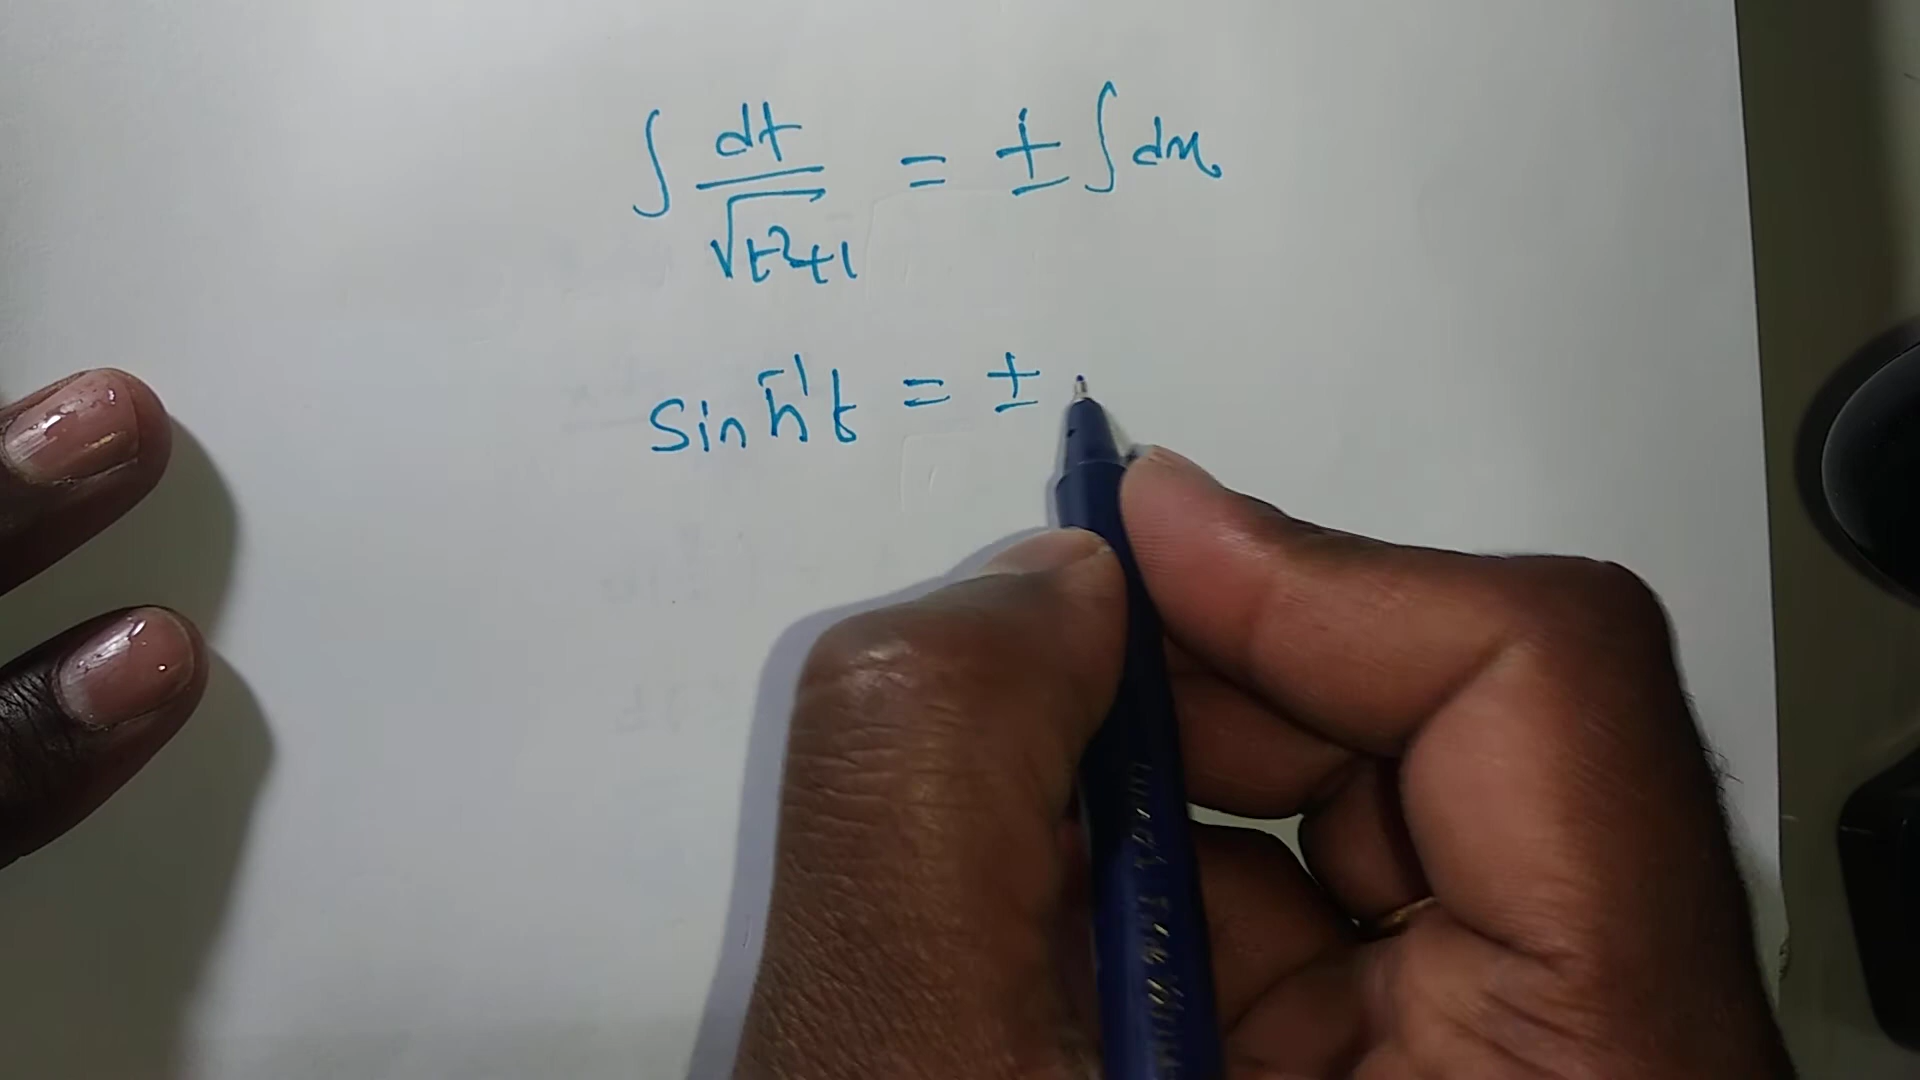 ∫ dt/√t²+1 = ± ∫ dx
sinh⁻¹t = ±